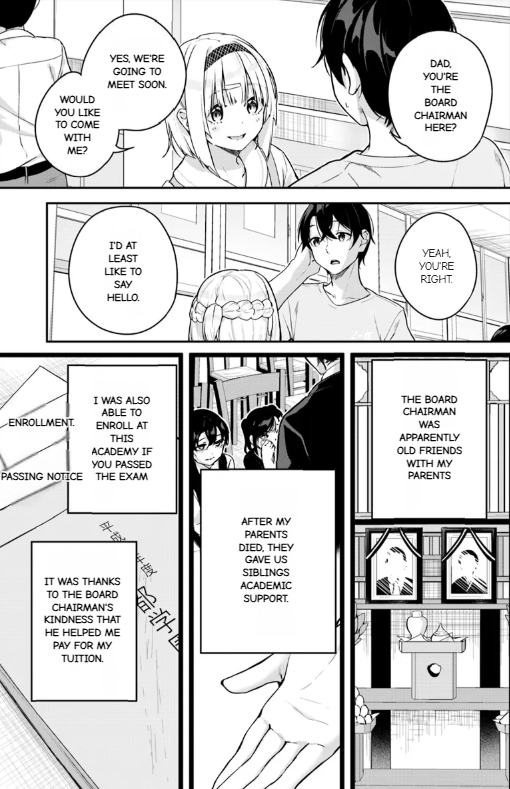 DAD,
YOU'RE
THE
BOARD
CHAIRMAN
HERE?
YES, WE'RE
GOING TO
MEET SOON.
WOULD
YOU LIKE
TO COME
WITH
ME?
YEAH,
YOU'RE
RIGHT.
I'D AT
LEAST
LIKE TO
SAY
HELLO.
THE BOARD
CHAIRMAN
WAS
APPARENTLY
OLD FRIENDS
WITH MY
PARENTS
AFTER MY
PARENTS
DIED, THEY
GAVE US
SIBLINGS
ACADEMIC
SUPPORT.
I WAS ALSO
ABLE TO
ENROLL AT
THIS
ACADEMY IF
YOU PASSED
THE EXAM
ENROLLMENT.
PASSING NOTICE
IT WAS THANKS
TO THE BOARD
CHAIRMAN'S
KINDNESS THAT
HE HELPED ME
PAY FOR MY
TUITION.